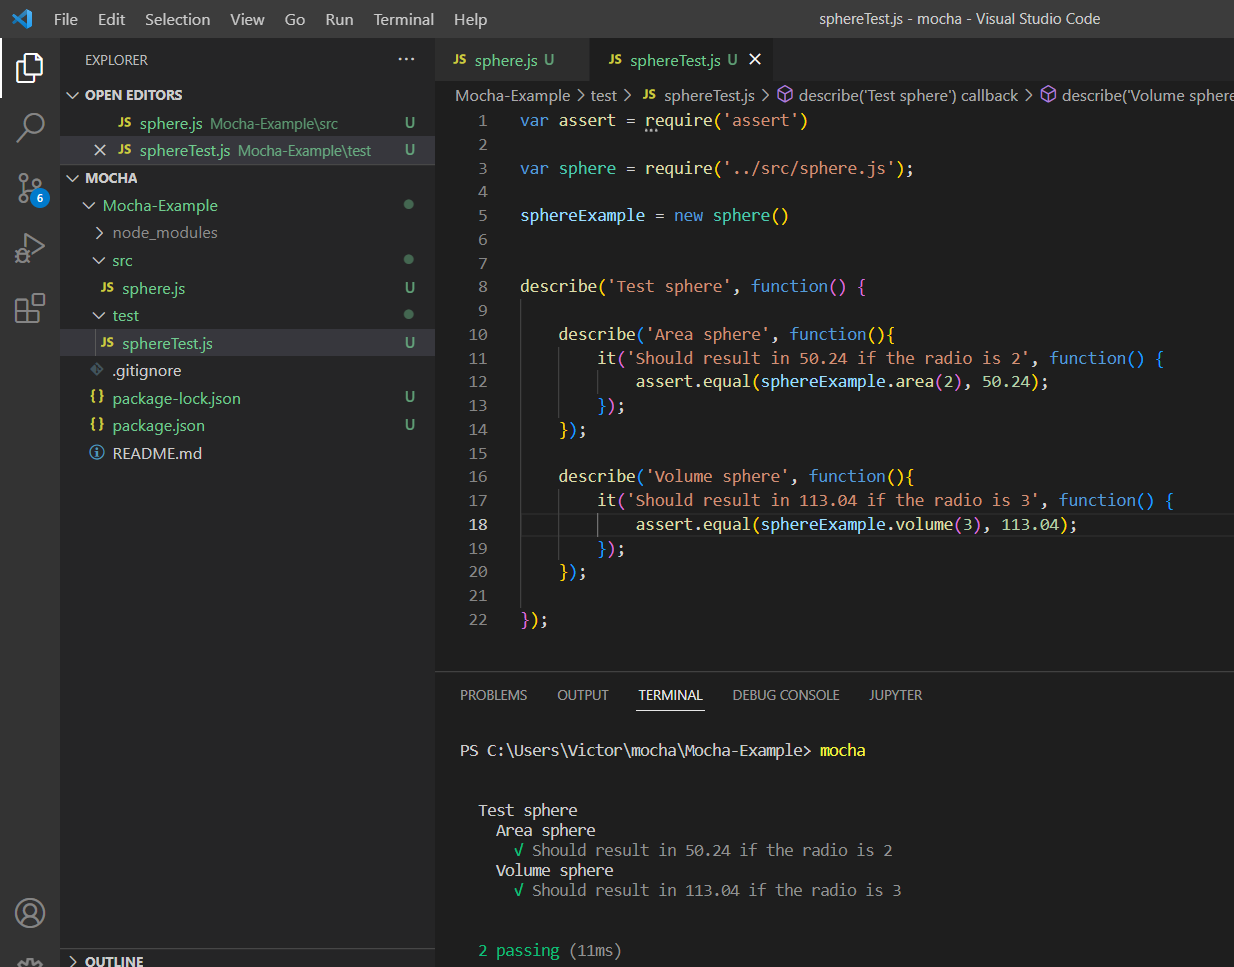 File Edit Selection View Go Run Terminal Help sphereTest.js - mocha - Visual Studio Code
EXPLORER ...
OPEN EDITORS
JS sphere.js Mocha-Example\src U
JS sphereTest.js Mocha-Example\test U
MOCHA
Mocha-Example
node_modules
src
JS sphere.js U
test
JS sphereTest.js U
.gitignore
{} package-lock.json U
{} package.json U
README.md
OUTLINE
6
JS sphere.js U JS sphereTest.js U
Mocha-Example > test > JS sphereTest.js > describe('Test sphere') callback > describe('Volume sphere
1 var assert = require('assert')
2
3 var sphere = require('../src/sphere.js');
4
5 sphereExample = new sphere()
6
7
8 describe('Test sphere', function() {
9
10 describe('Area sphere', function(){
11 it('Should result in 50.24 if the radio is 2', function() {
12 assert.equal(sphereExample.area(2), 50.24);
13 });
14 });
15
16 describe('Volume sphere', function(){
17 it('Should result in 113.04 if the radio is 3', function() {
18 assert.equal(sphereExample.volume(3), 113.04);
19 });
20 });
21
22 });
PROBLEMS OUTPUT TERMINAL DEBUG CONSOLE JUPYTER
PS C:\Users\Victor\mocha\Mocha-Example> mocha
Test sphere
Area sphere
√ Should result in 50.24 if the radio is 2
Volume sphere
√ Should result in 113.04 if the radio is 3
2 passing (11ms)